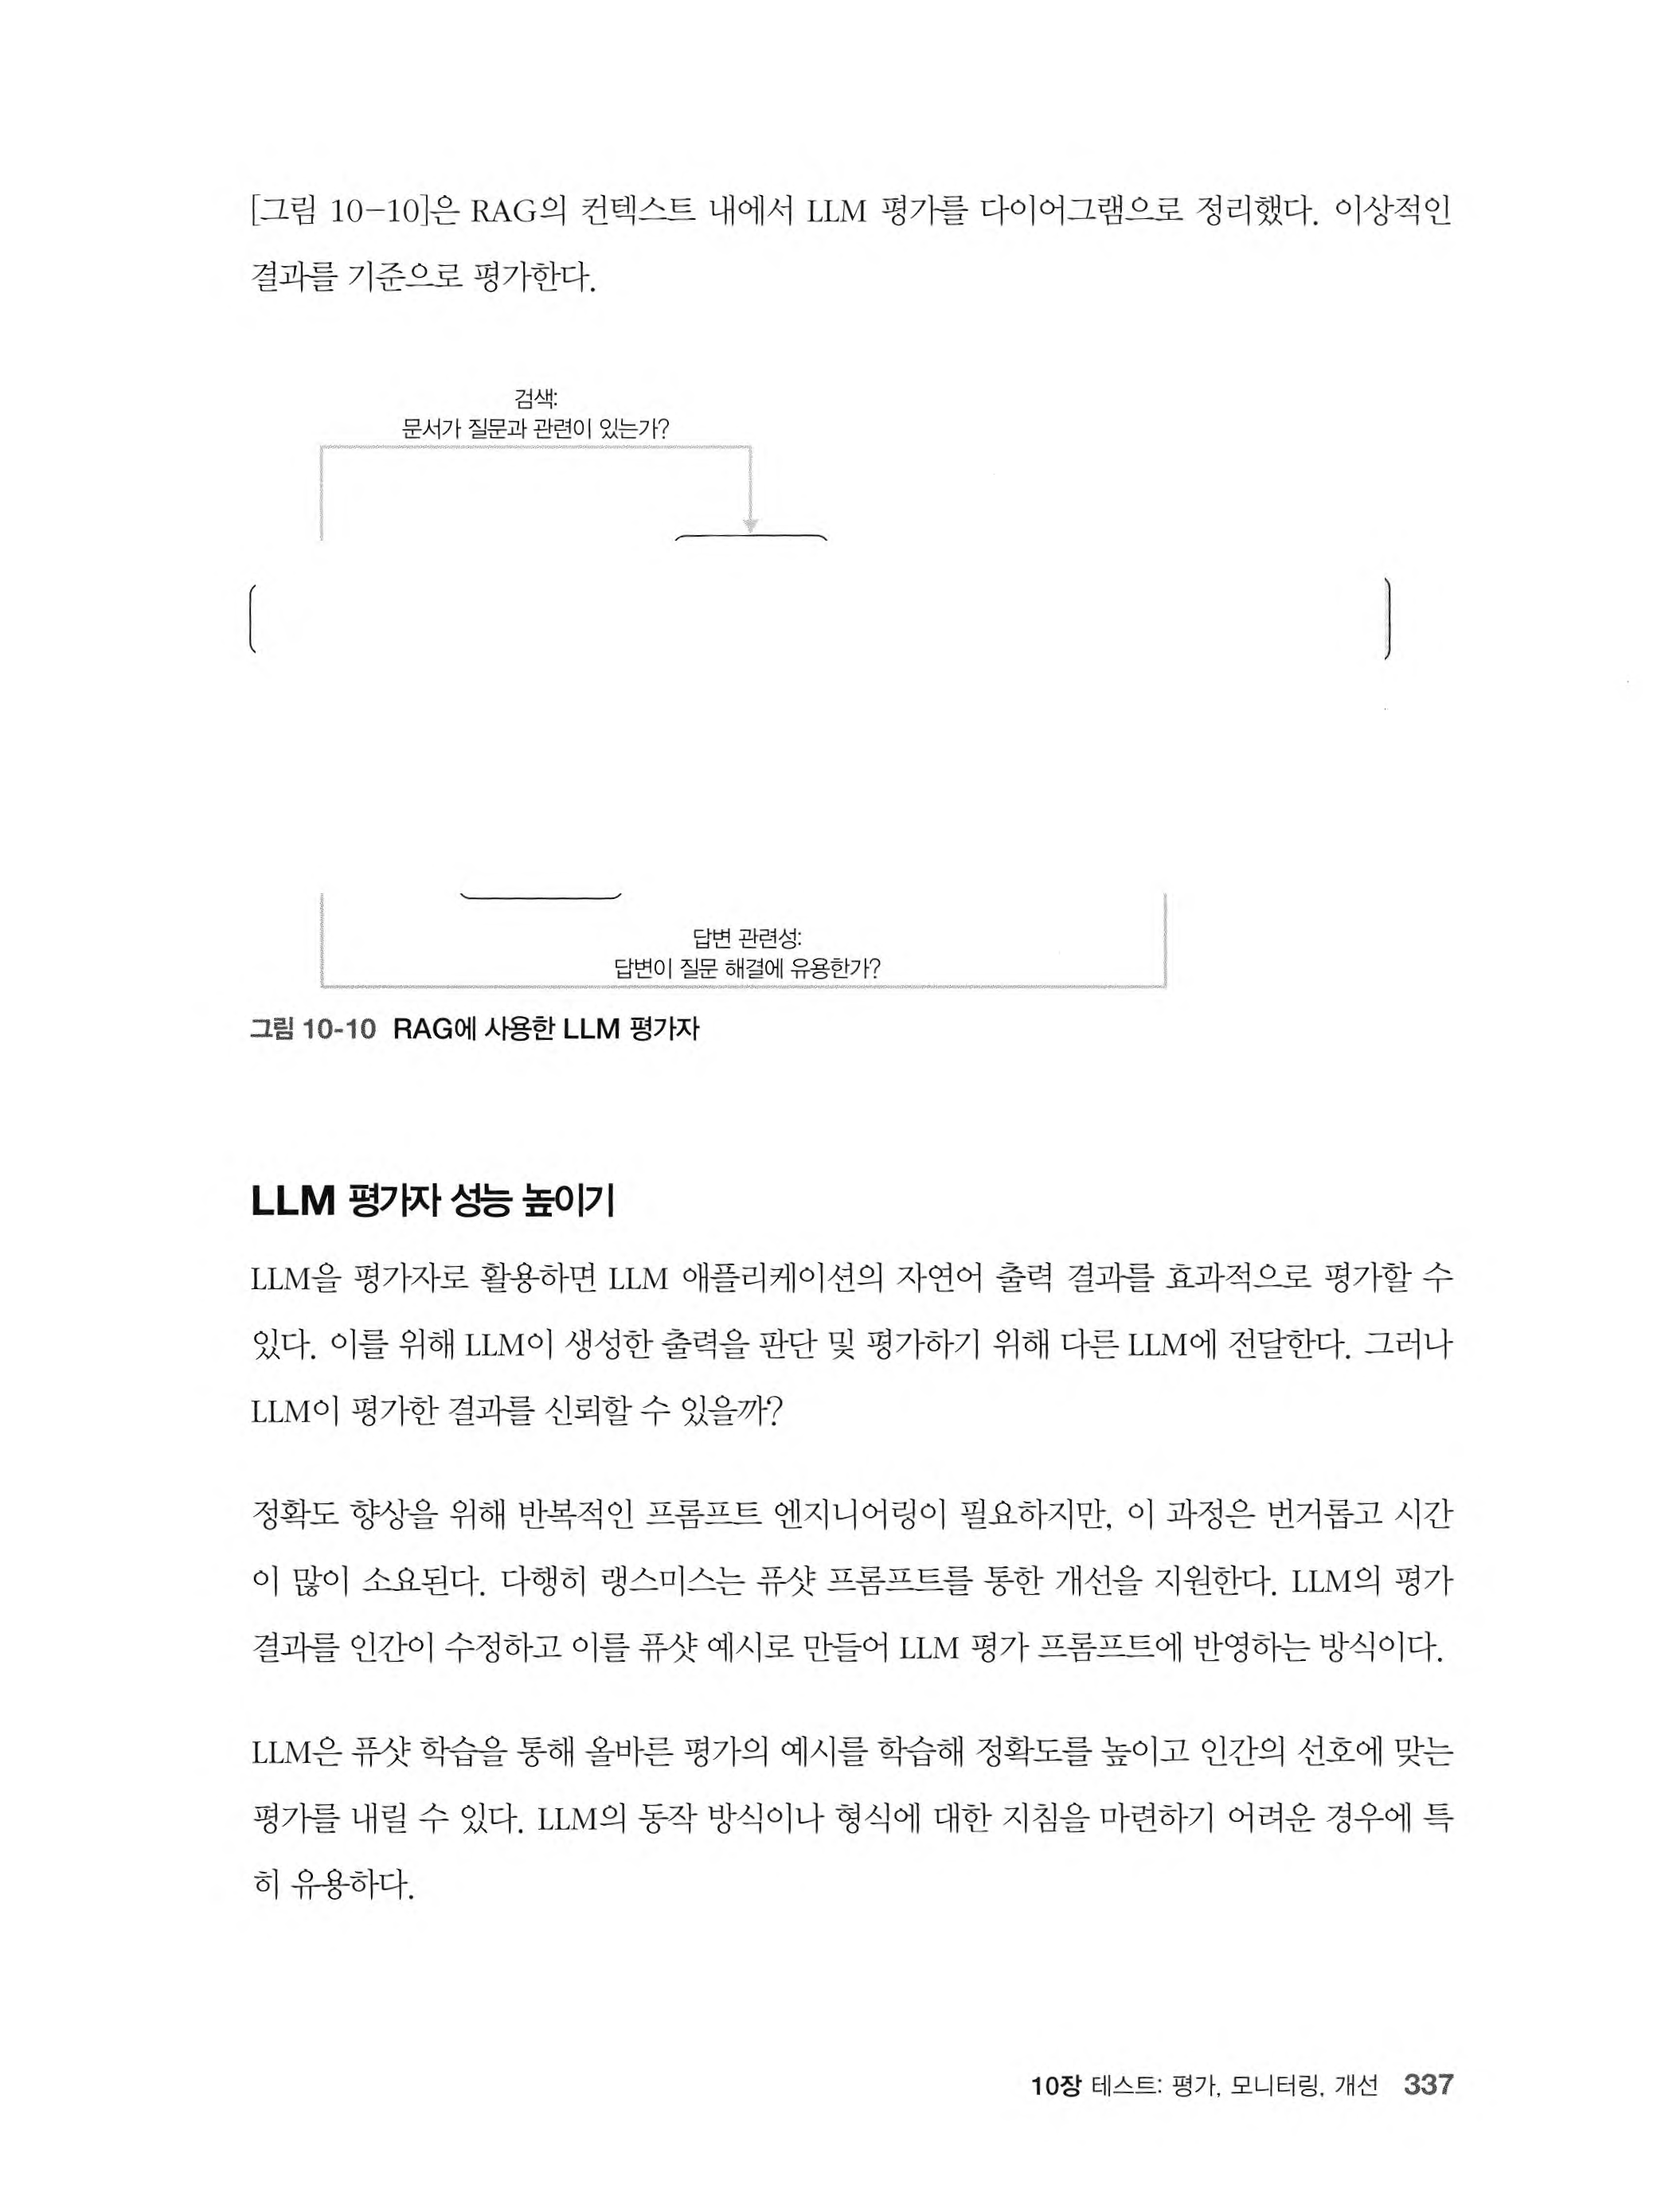 [그림 10-10]은 RAG의 컨텍스트 내에서 LLM 평가를 다이어그램으로 정리했다. 이상적인
결과를 기준으로 평가한다.
검색:
문서가 질문과 관련이 있는가?
답변 관련성:
답변이 질문 해결에 유용한가?
그림 10-10 RAG에 사용한 LLM 평가자
LLM 평가자 성능 높이기
LLM을 평가자로 활용하면 LLM 애플리케이션의 자연어 출력 결과를 효과적으로 평가할 수
있다. 이를 위해 LLM이 생성한 출력을 판단 및 평가하기 위해 다른 LLM에 전달한다. 그러나
LLM이 평가한 결과를 신뢰할 수 있을까?
정확도 향상을 위해 반복적인 프롬프트 엔지니어링이 필요하지만, 이 과정은 번거롭고 시간
이 많이 소요된다. 다행히 랭스미스는 퓨샷 프롬프트를 통한 개선을 지원한다. LLM의 평가
결과를 인간이 수정하고 이를 퓨샷 예시로 만들어 LLM 평가 프롬프트에 반영하는 방식이다.
LLM은 퓨샷 학습을 통해 올바른 평가의 예시를 학습해 정확도를 높이고 인간의 선호에 맞는
평가를 내릴 수 있다. LLM의 동작 방식이나 형식에 대한 지침을 마련하기 어려운 경우에 특
히 유용하다.
10장 테스트: 평가, 모니터링, 개선 337